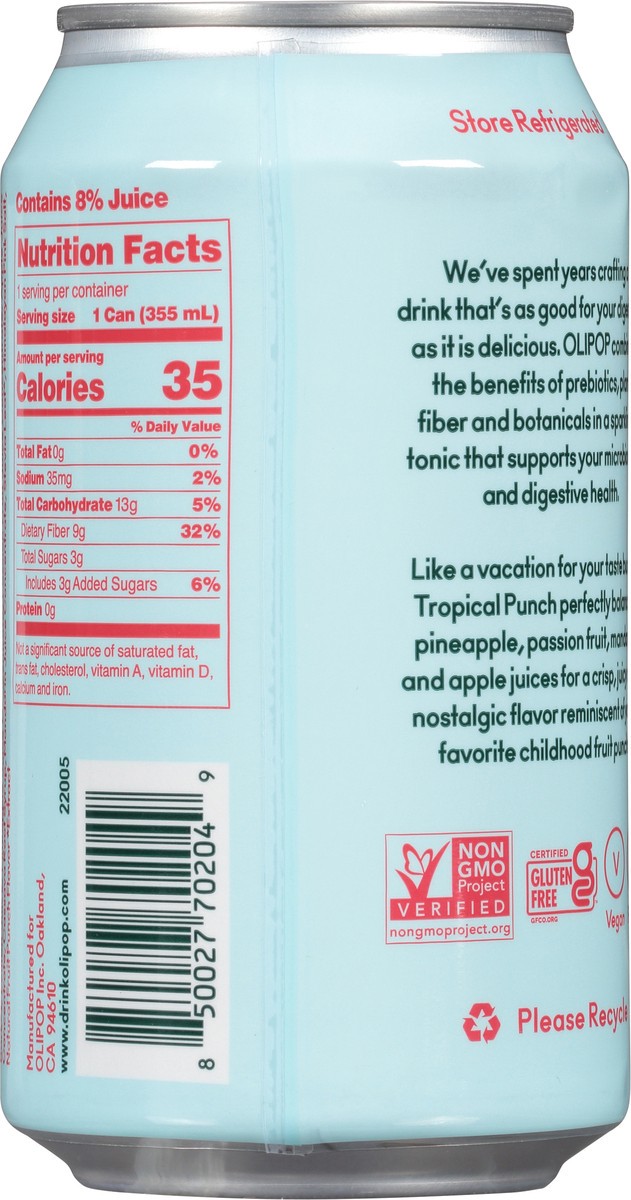 Store Refrigerated
Contains 8% Juice
Nutrition Facts
1 serving per container
Serving size 1 Can (355 mL)
Amount per serving
Calories 35
% Daily Value
Total Fat 0g 0%
Sodium 35mg 2%
Total Carbohydrate 13g 5%
Dietary Fiber 9g 32%
Total Sugars 3g
Includes 3g Added Sugars 6%
Protein 0g
Not a significant source of saturated fat,
trans fat, cholesterol, vitamin A, vitamin D,
calcium and iron.
Natural Fruit Punch Flavor
Manufactured for
OLIPOP Inc. Oakland,
CA 94610
www.drinkolipop.com
22005
8 50027 70204 9
We've spent years crafting
drink that's as good for your
as it is delicious. OLIPOP
the benefits of prebiotics,
fiber and botanicals in a
tonic that supports your
and digestive health.
Like a vacation for your taste
Tropical Punch perfectly
pineapple, passion fruit,
and apple juices for a crisp,
nostalgic flavor reminiscent of
favorite childhood fruit
NON
GMO
Project
VERIFIED
nongmoproject.org
CERTIFIED
GLUTEN
FREE
GFCO.ORG
V
Vegan
Please Recycle